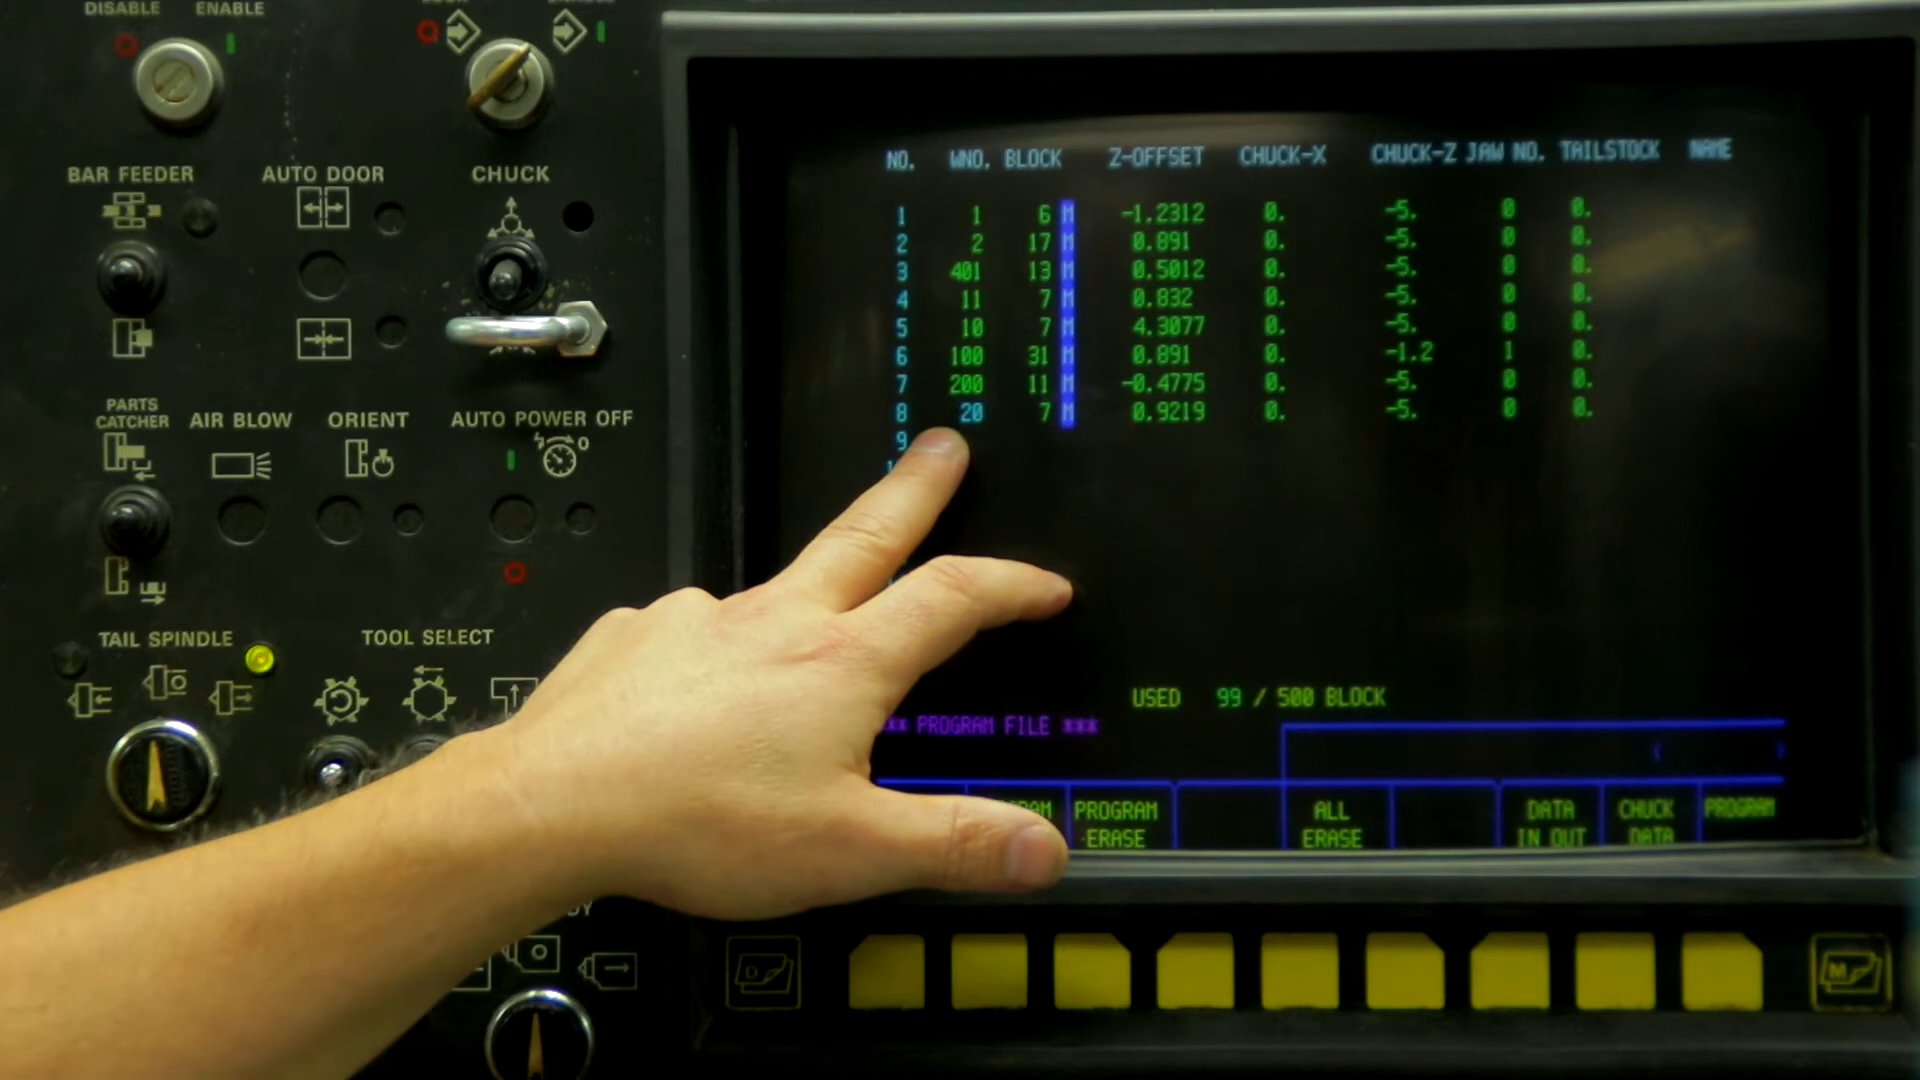 DISABLE ENABLE
BAR FEEDER AUTO DOOR CHUCK
PARTS
CATCHER AIR BLOW ORIENT AUTO POWER OFF
TAIL SPINDLE TOOL SELECT
NO. WNO. BLOCK Z-OFFSET CHUCK-X CHUCK-Z JAW NO. TAILSTOCK NAME
1 1 6 M -1.2312 0. -5. 0 0.
2 2 17 M 0.891 0. -5. 0 0.
3 401 13 M 0.5012 0. -5. 0 0.
4 11 7 M 0.832 0. -5. 0 0.
5 10 7 M 4.3077 0. -5. 0 0.
6 100 31 M 0.891 0. -1.2 1 0.
7 200 11 M -0.4775 0. -5. 0 0.
8 20 7 M 0.9219 0. -5. 0 0.
9
USED 99 / 500 BLOCK
*** PROGRAM FILE ***
( )
PROGRAM
ERASE
ALL
ERASE
DATA
IN OUT
CHUCK
DATA
PROGRAM
D
M